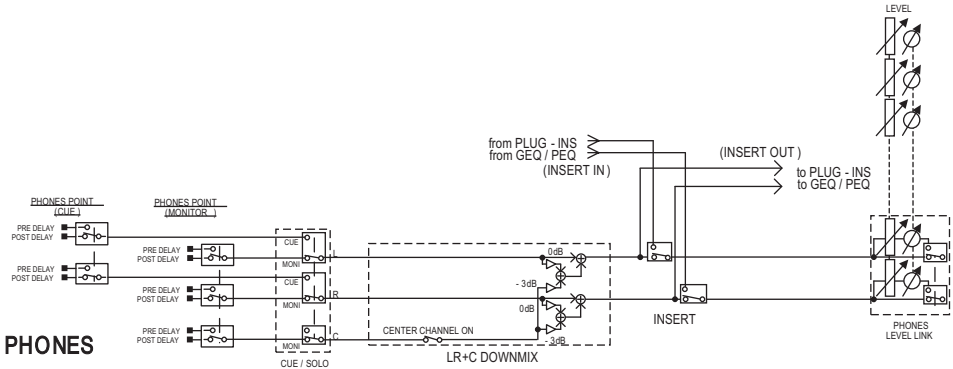 LEVEL
from PLUG - INS
from GEQ / PEQ
(INSERT IN )
(INSERT OUT )
to PLUG - INS
to GEQ / PEQ
PHONES POINT
(CUE )
PHONES POINT
(MONITOR )
PRE DELAY
POST DELAY
PRE DELAY
POST DELAY
PRE DELAY
POST DELAY
PRE DELAY
POST DELAY
PRE DELAY
POST DELAY
CUE
MONI
L
CUE
MONI
R
MONI
C
CUE / SOLO
0dB
- 3dB
0dB
- 3dB
CENTER CHANNEL ON
LR+C DOWNMIX
INSERT
PHONES
LEVEL LINK
PHONES